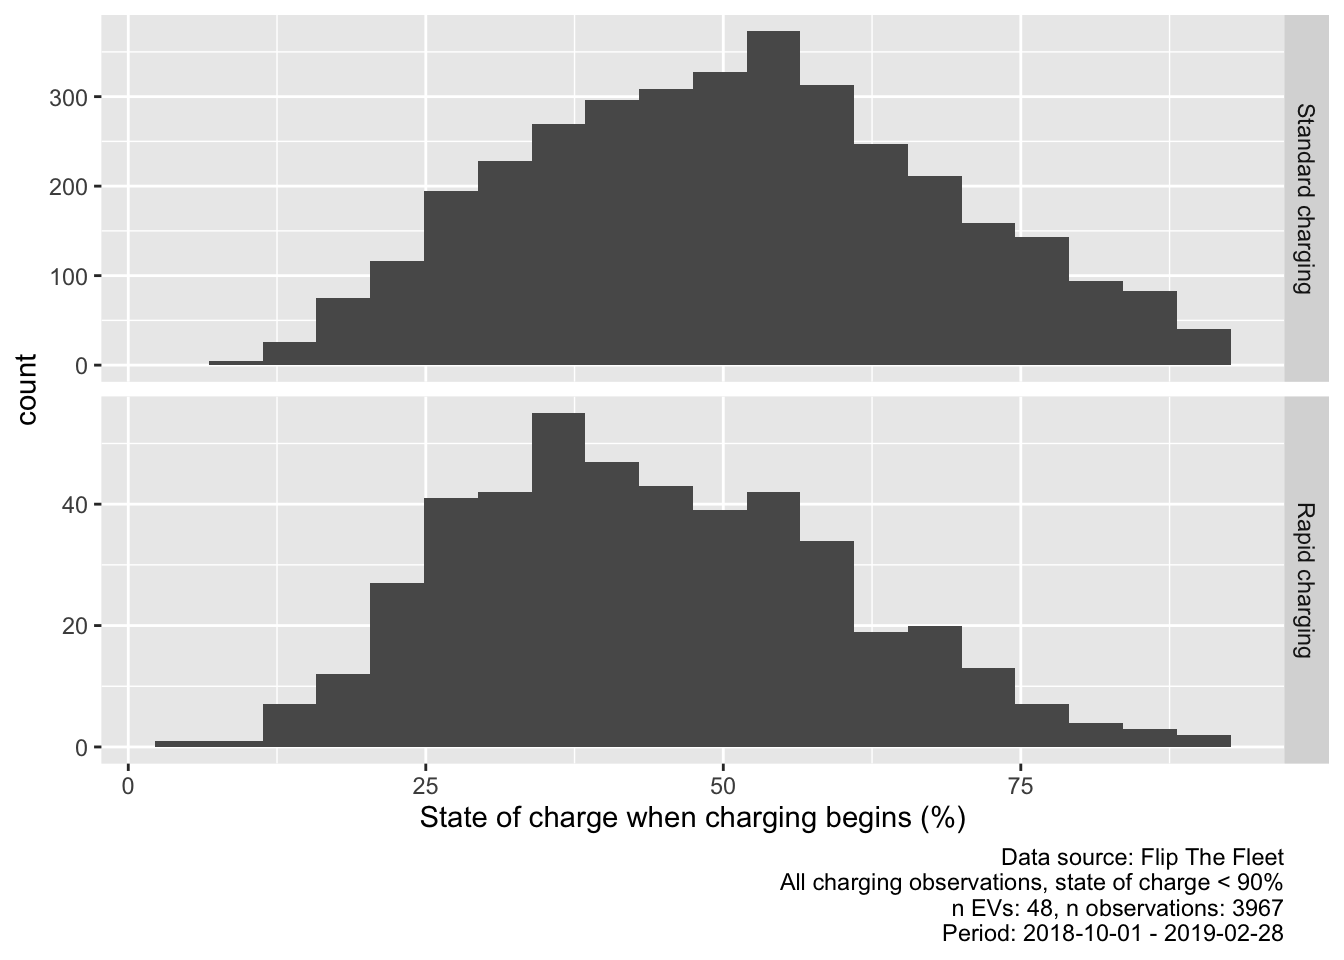 300
200
100
0
Standard charging
count
40
20
0
Rapid charging
0
25
50
75
State of charge when charging begins (%)
Data source: Flip The Fleet
All charging observations, state of charge < 90%
n EVs: 48, n observations: 3967
Period: 2018-10-01 - 2019-02-28